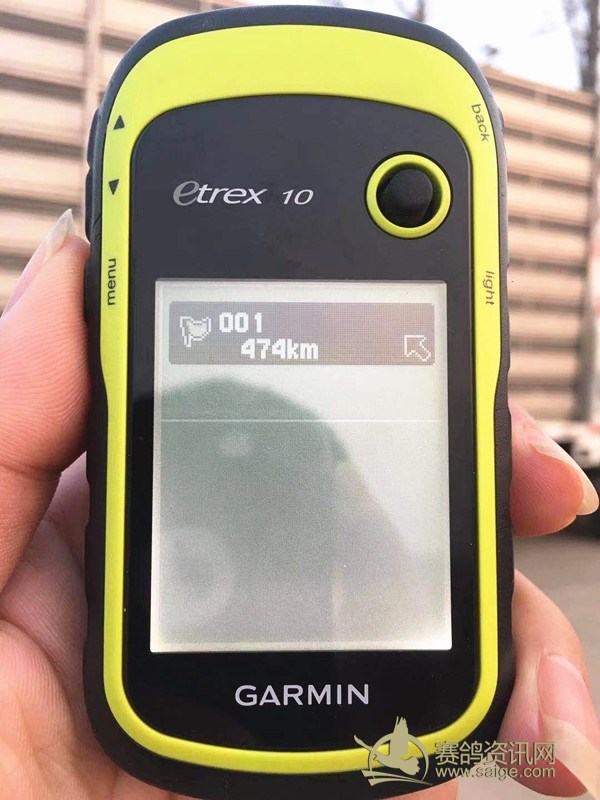 back
etrex 10
menu
light
001
474km
GARMIN
赛鸽资讯网
www.saige.com